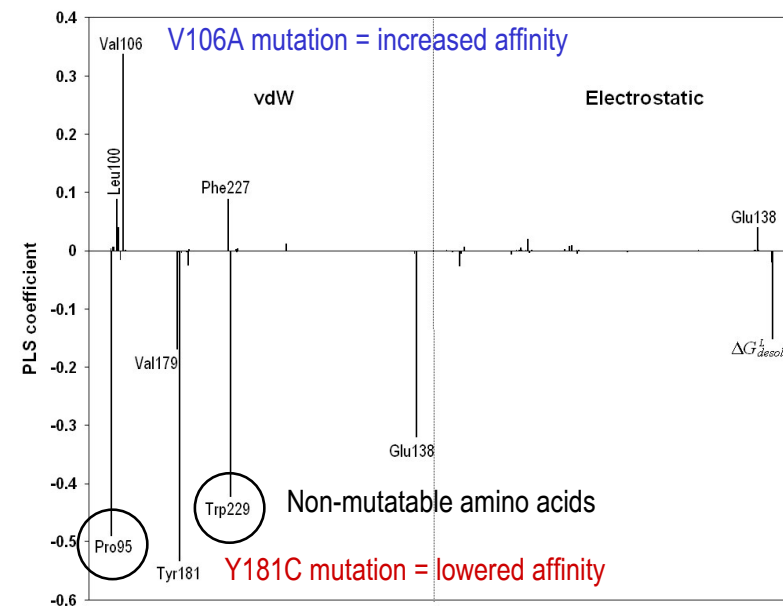 0.4
V106A mutation = increased affinity
Val106
0.3
vdW
Electrostatic
0.2
Leu100
0.1
Phe227
Glu138
0
PLS coefficient
-0.1
Val179
ΔG^L_desol
-0.2
-0.3
Glu138
-0.4
Trp229
Non-mutatable amino acids
-0.5
Pro95
Tyr181
Y181C mutation = lowered affinity
-0.6